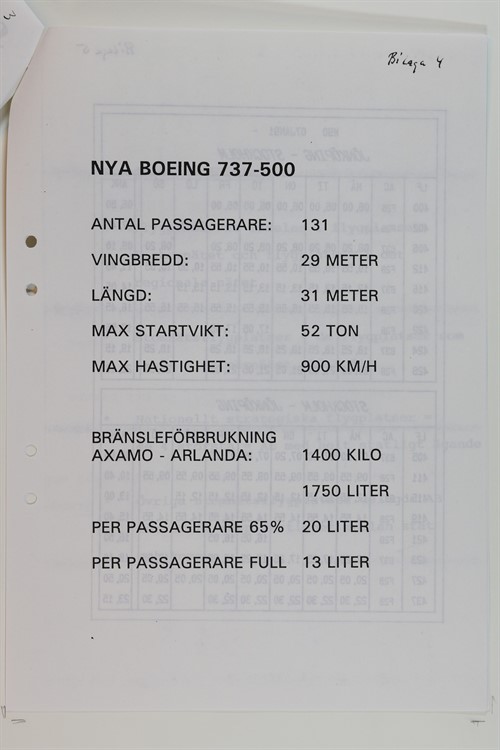 Bilaga 4
NYA BOEING 737-500
ANTAL PASSAGERARE: 131
VINGBREDD: 29 METER
LÄNGD: 31 METER
MAX STARTVIKT: 52 TON
MAX HASTIGHET: 900 KM/H
BRÄNSLEFÖRBRUKNING
AXAMO - ARLANDA: 1400 KILO
1750 LITER
PER PASSAGERARE 65% 20 LITER
PER PASSAGERARE FULL 13 LITER